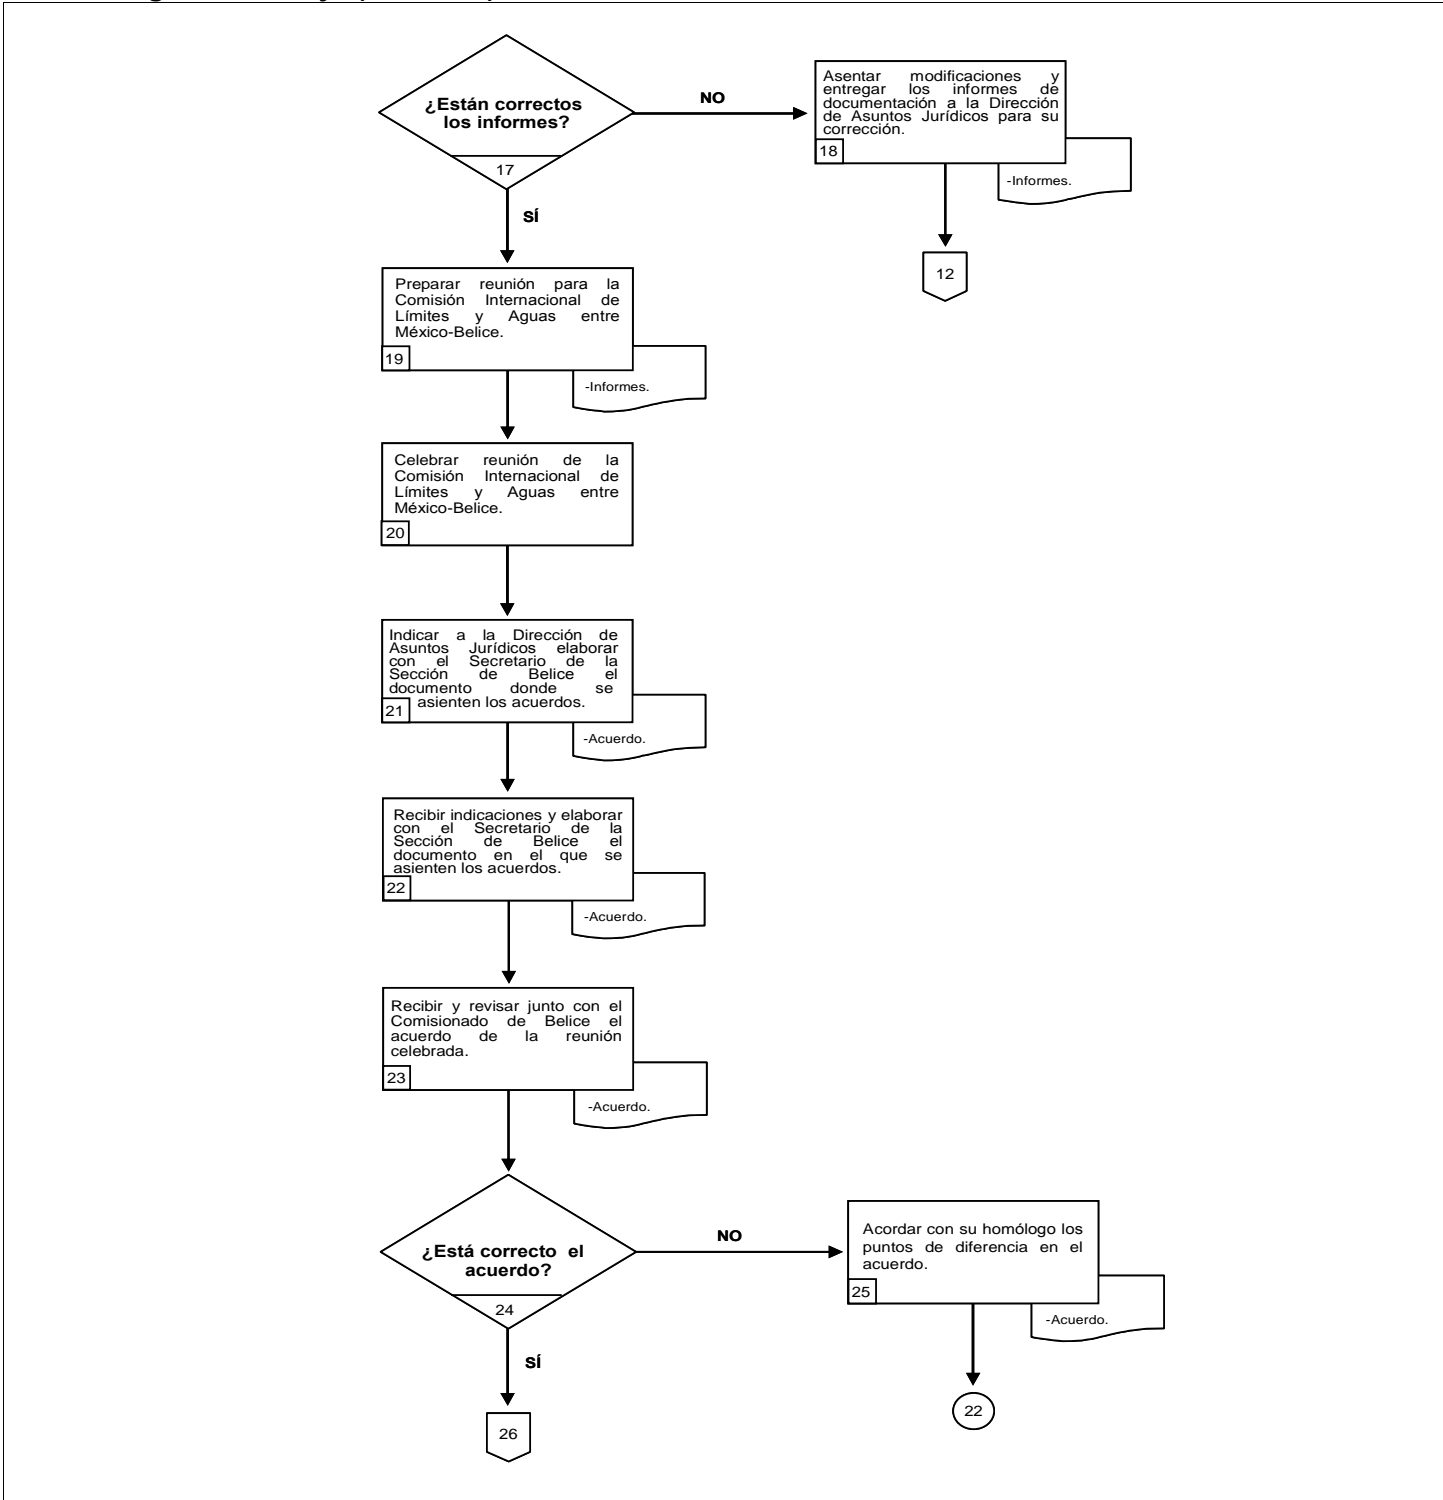 ¿Están correctos
los informes?
17
NO
Asentar modificaciones y
entregar los informes de
documentación a la Dirección
de Asuntos Jurídicos para su
corrección.
18
-Informes.
12
SÍ
Preparar reunión para la
Comisión Internacional de
Límites y Aguas entre
México-Belice.
19
-Informes.
Celebrar reunión de la
Comisión Internacional de
Límites y Aguas entre
México-Belice.
20
Indicar a la Dirección de
Asuntos Jurídicos elaborar
con el Secretario de la
Sección de Belice el
documento donde se
asienten los acuerdos.
21
-Acuerdo.
Recibir indicaciones y elaborar
con el Secretario de la
Sección de Belice el
documento en el que se
asienten los acuerdos.
22
-Acuerdo.
Recibir y revisar junto con el
Comisionado de Belice el
acuerdo de la reunión
celebrada.
23
-Acuerdo.
¿Está correcto el
acuerdo?
24
NO
Acordar con su homólogo los
puntos de diferencia en el
acuerdo.
25
-Acuerdo.
22
SÍ
26